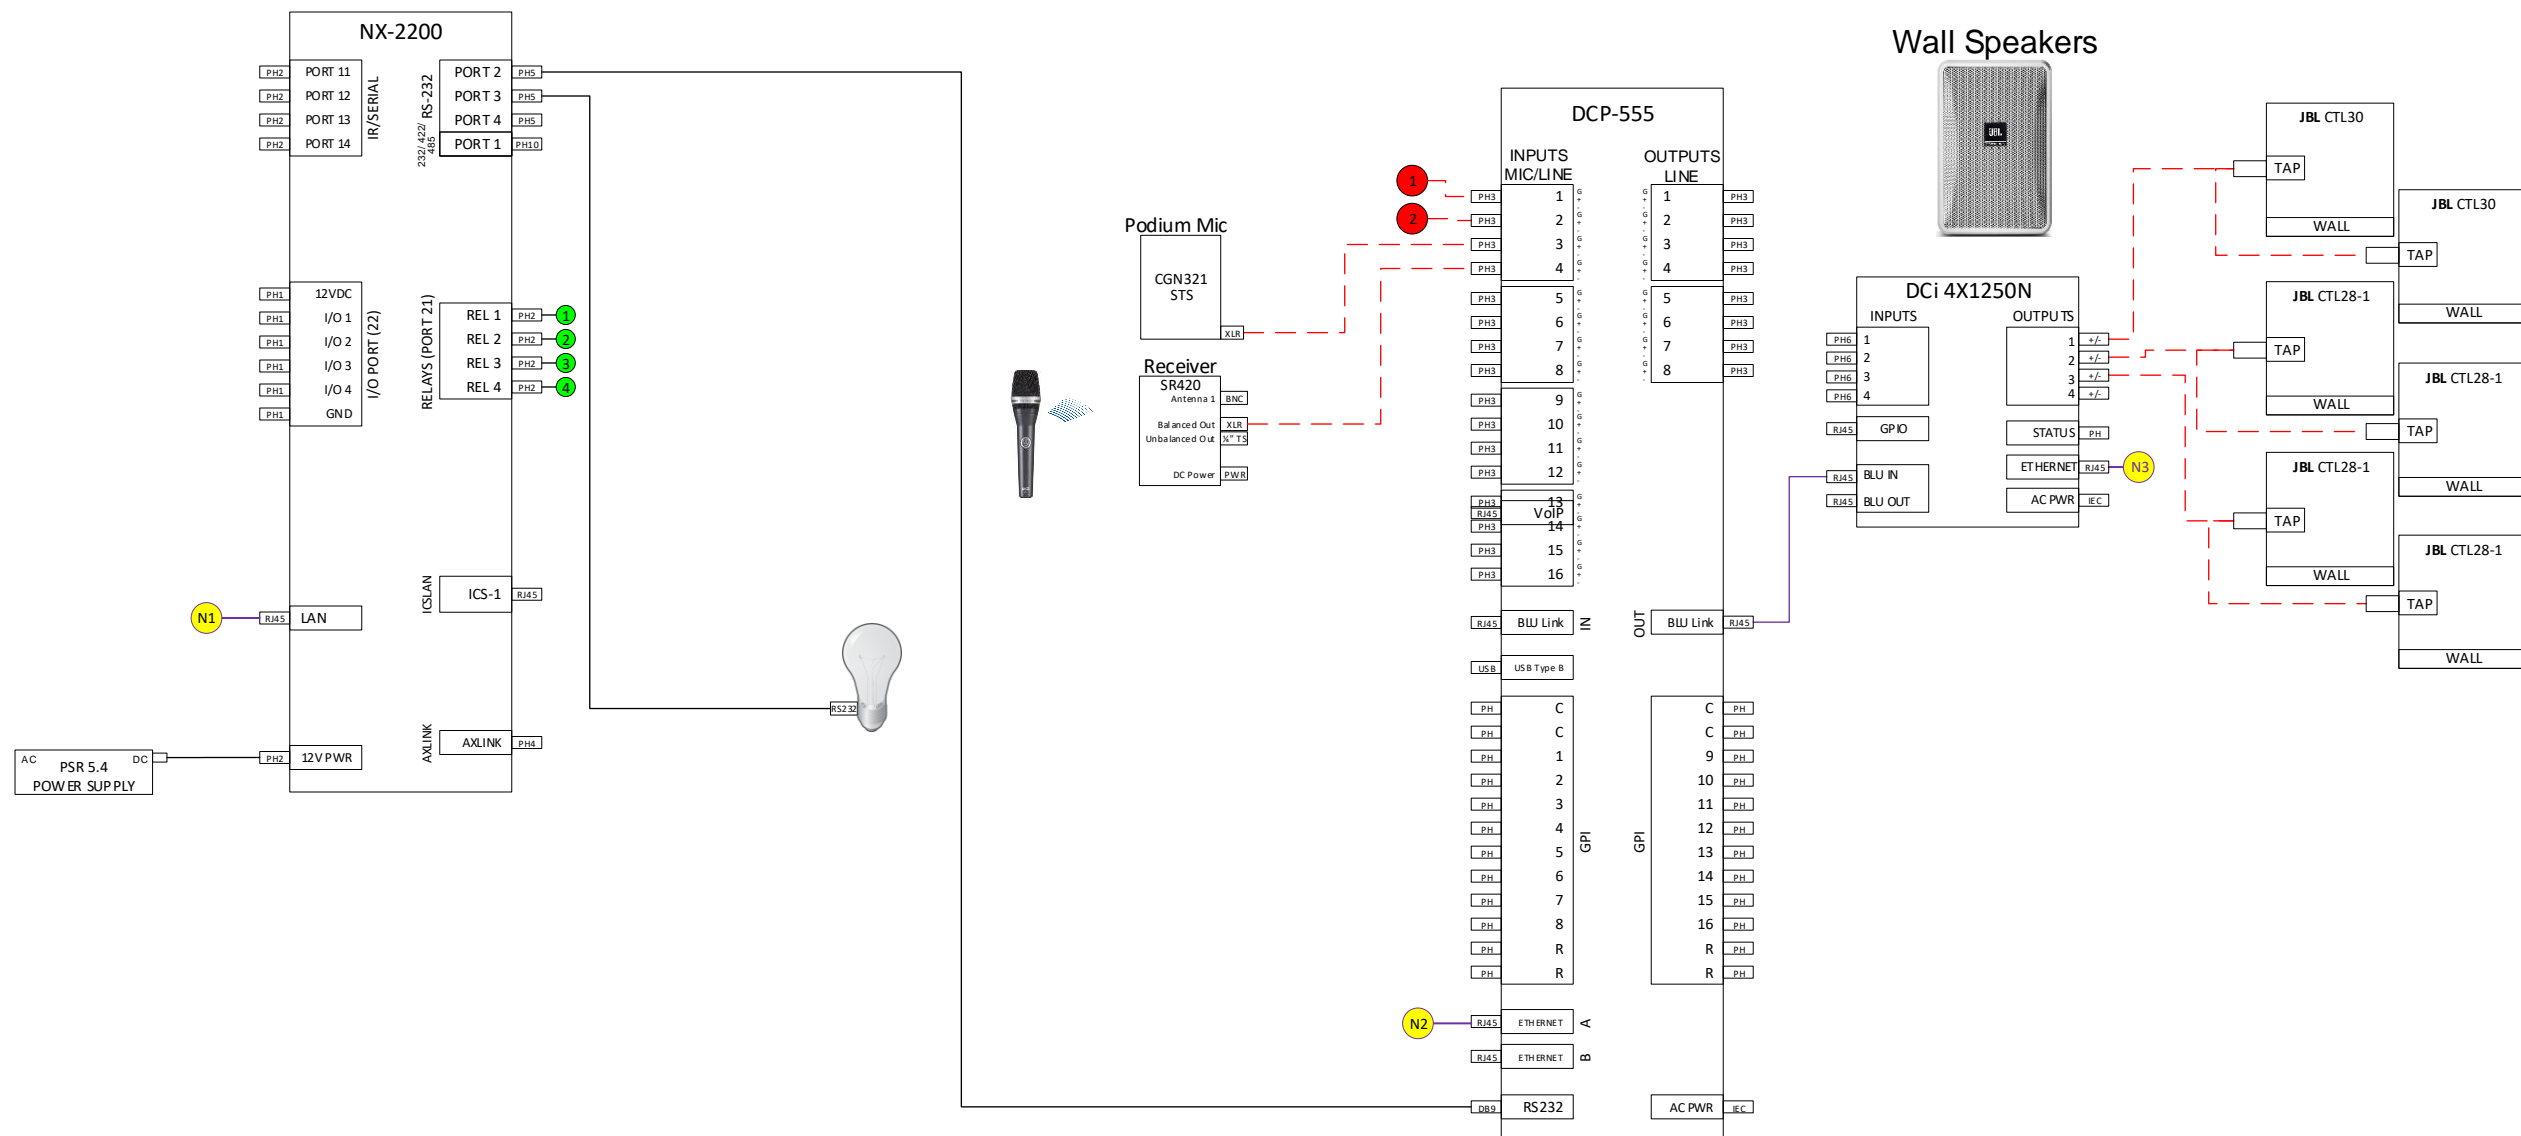 NX-2200
PH2 PORT 11
PH2 PORT 12
PH2 PORT 13
PH2 PORT 14
IR/SERIAL
RS-232
232/ 422/
485
PORT 2 PH5
PORT 3 PH5
PORT 4 PH5
PORT 1 PH10
PH1 12VDC
PH1 I/O 1
PH1 I/O 2
PH1 I/O 3
PH1 I/O 4
PH1 GND
I/O PORT (22)
RELAYS (PORT 21)
REL 1 PH2 1
REL 2 PH2 2
REL 3 PH2 3
REL 4 PH2 4
ICSLAN
ICS-1 RJ45
N1 RJ45 LAN
AXLINK
AXLINK PH4
PH2 12V PWR
AC DC
PSR 5.4
POWER SUPPLY
RS232
Podium Mic
CGN321
STS
XLR
Receiver
SR420
Antenna 1 BNC
Balanced Out XLR
Unbalanced Out ¼" TS
DC Power PWR
DCP-555
INPUTS
MIC/LINE
OUTPUTS
LINE
1
2
PH3 1 G + -
PH3 2 G + -
PH3 3 G + -
PH3 4 G + -
PH3 5 G + -
PH3 6 G + -
PH3 7 G + -
PH3 8 G + -
PH3 9 G + -
PH3 10 G + -
PH3 11 G + -
PH3 12 G + -
PH3 13 G + -
RJ45 VoIP
PH3 14 G + -
PH3 15 G + -
PH3 16 G + -
G + - 1 PH3
G + - 2 PH3
G + - 3 PH3
G + - 4 PH3
G + - 5 PH3
G + - 6 PH3
G + - 7 PH3
G + - 8 PH3
RJ45 BLU Link IN
OUT BLU Link RJ45
USB USB Type B
PH C
PH C
PH 1
PH 2
PH 3
PH 4
PH 5
PH 6
PH 7
PH 8
PH R
PH R
GPI
GPI
C PH
C PH
9 PH
10 PH
11 PH
12 PH
13 PH
14 PH
15 PH
16 PH
R PH
R PH
N2 RJ45 ETHERNET A
RJ45 ETHERNET B
DB9 RS232
AC PWR IEC
Wall Speakers
JBL
DCi 4X1250N
INPUTS
OUTPUTS
PH6 1
PH6 2
PH6 3
PH6 4
1 +/-
2 +/-
3 +/-
4 +/-
RJ45 GPIO
STATUS PH
RJ45 BLU IN
RJ45 BLU OUT
ETHERNET RJ45 N3
AC PWR IEC
JBL CTL30
TAP
WALL
JBL CTL30
TAP
WALL
JBL CTL28-1
TAP
WALL
JBL CTL28-1
TAP
WALL
JBL CTL28-1
TAP
WALL
JBL CTL28-1
TAP
WALL